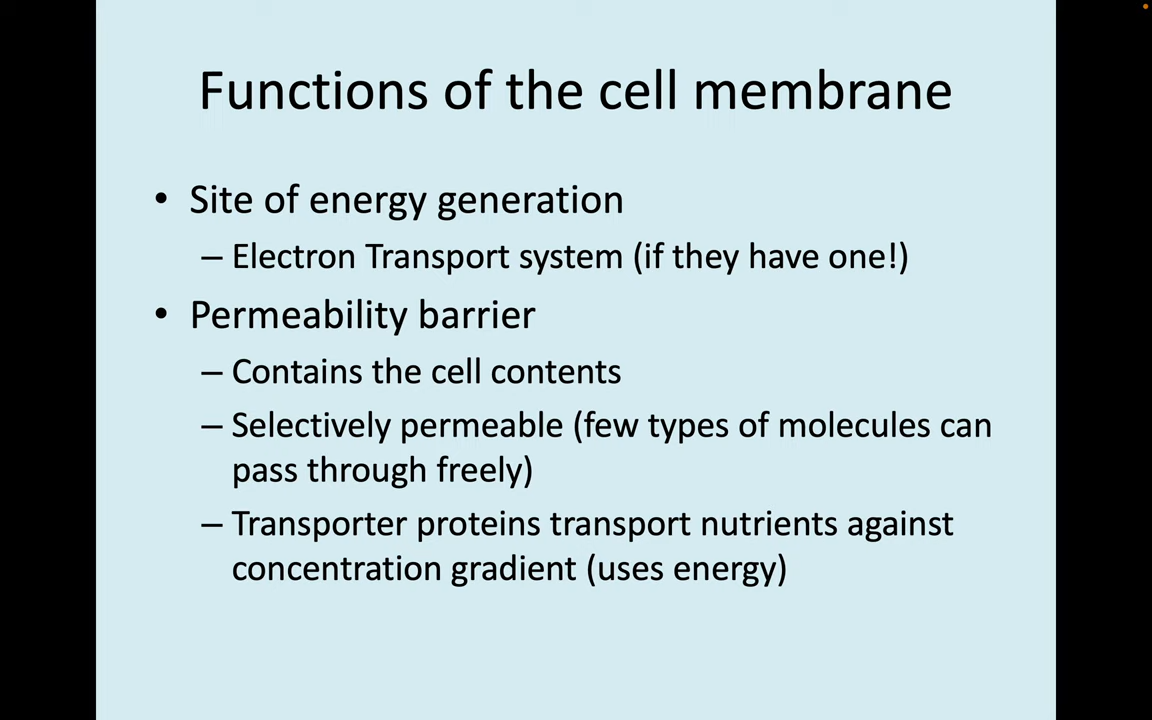 Functions of the cell membrane
• Site of energy generation
– Electron Transport system (if they have one!)
• Permeability barrier
– Contains the cell contents
– Selectively permeable (few types of molecules can
pass through freely)
– Transporter proteins transport nutrients against
concentration gradient (uses energy)